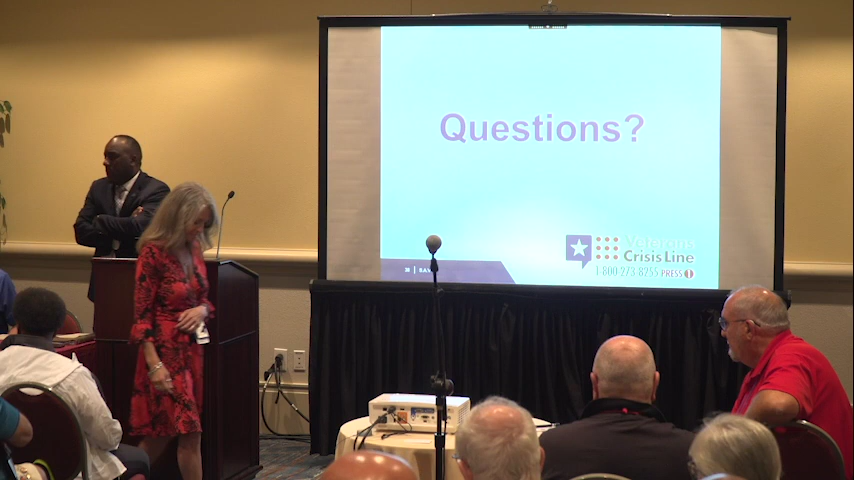 Questions?
Veterans
Crisis Line
1-800-273-8255 PRESS 1